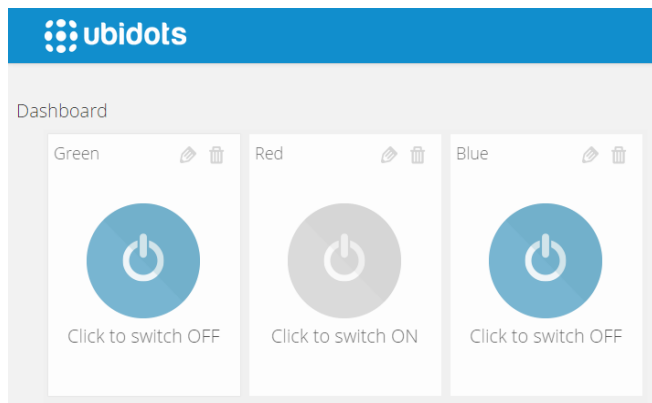 ubidots
Dashboard
Green
Red
Blue
Click to switch OFF
Click to switch ON
Click to switch OFF